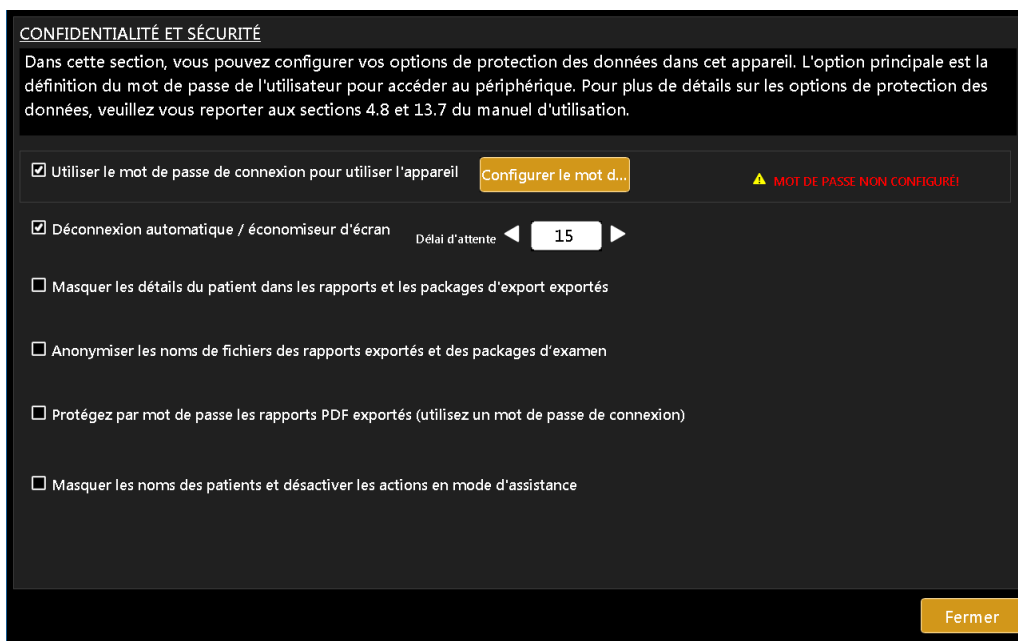 CONFIDENTIALITÉ ET SÉCURITÉ
Dans cette section, vous pouvez configurer vos options de protection des données dans cet appareil. L'option principale est la
définition du mot de passe de l'utilisateur pour accéder au périphérique. Pour plus de détails sur les options de protection des
données, veuillez vous reporter aux sections 4.8 et 13.7 du manuel d'utilisation.
Utiliser le mot de passe de connexion pour utiliser l'appareil
Configurer le mot d...
MOT DE PASSE NON CONFIGURÉ!
Déconnexion automatique / économiseur d'écran
Délai d'attente
15
Masquer les détails du patient dans les rapports et les packages d'export exportés
Anonymiser les noms de fichiers des rapports exportés et des packages d'examen
Protégez par mot de passe les rapports PDF exportés (utilisez un mot de passe de connexion)
Masquer les noms des patients et désactiver les actions en mode d'assistance
Fermer